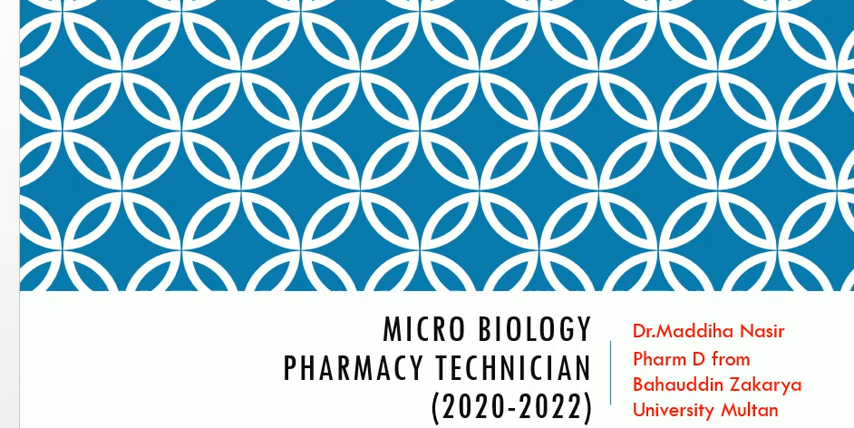 MICRO BIOLOGY
PHARMACY TECHNICIAN
(2020-2022)
Dr.Maddiha Nasir
Pharm D from
Bahauddin Zakarya
University Multan